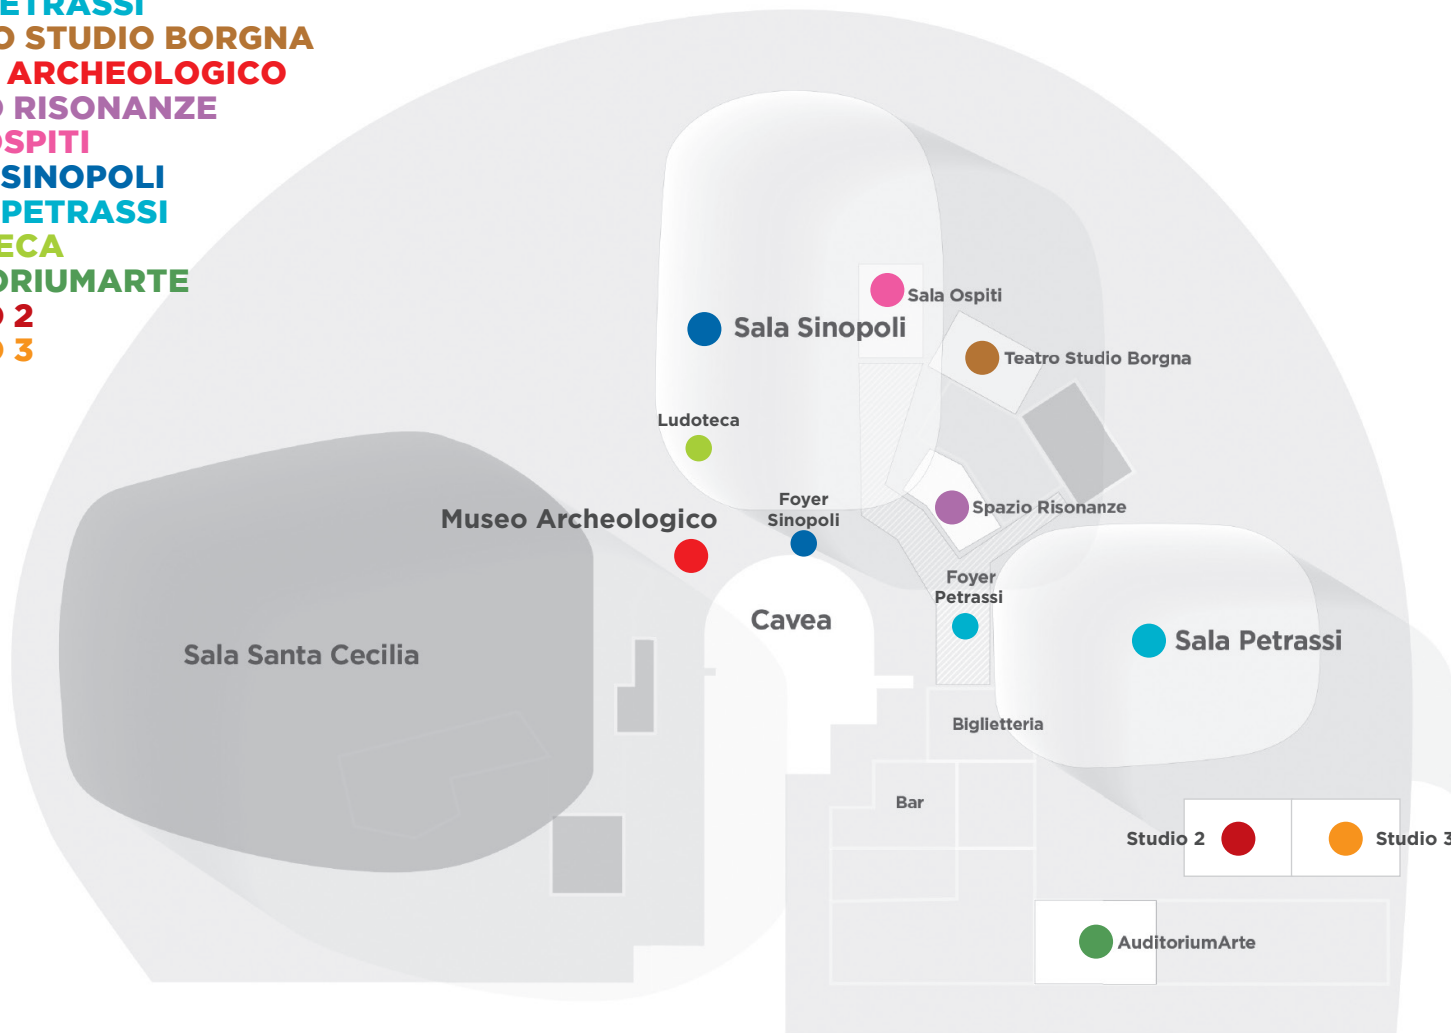 ETRASSI
O STUDIO BORGNA
ARCHEOLOGICO
O RISONANZE
OSPITI
SINOPOLI
PETRASSI
ECA
ORIUMARTE
O 2
O 3
Sala Ospiti
Sala Sinopoli
Teatro Studio Borgna
Ludoteca
Foyer
Sinopoli
Museo Archeologico
Spazio Risonanze
Foyer
Petrassi
Cavea
Sala Santa Cecilia
Sala Petrassi
Biglietteria
Bar
Studio 2
Studio 3
AuditoriumArte